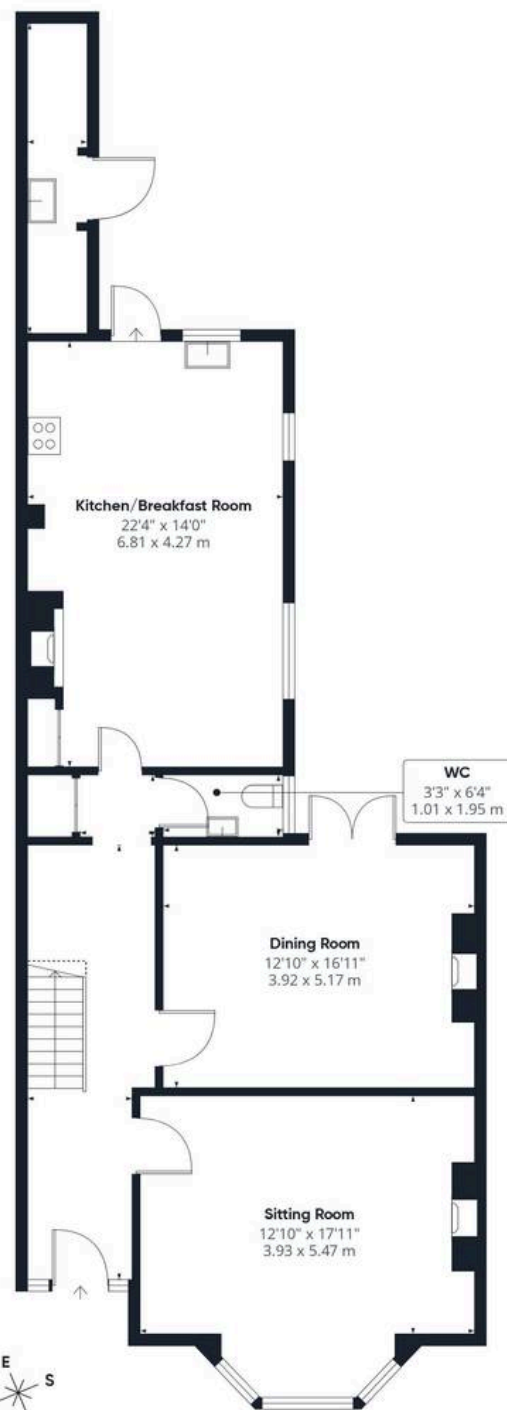 Kitchen/Breakfast Room
22'4" x 14'0"
6.81 x 4.27 m
WC
3'3" x 6'4"
1.01 x 1.95 m
Dining Room
12'10" x 16'11"
3.92 x 5.17 m
Sitting Room
12'10" x 17'11"
3.93 x 5.47 m
E
S